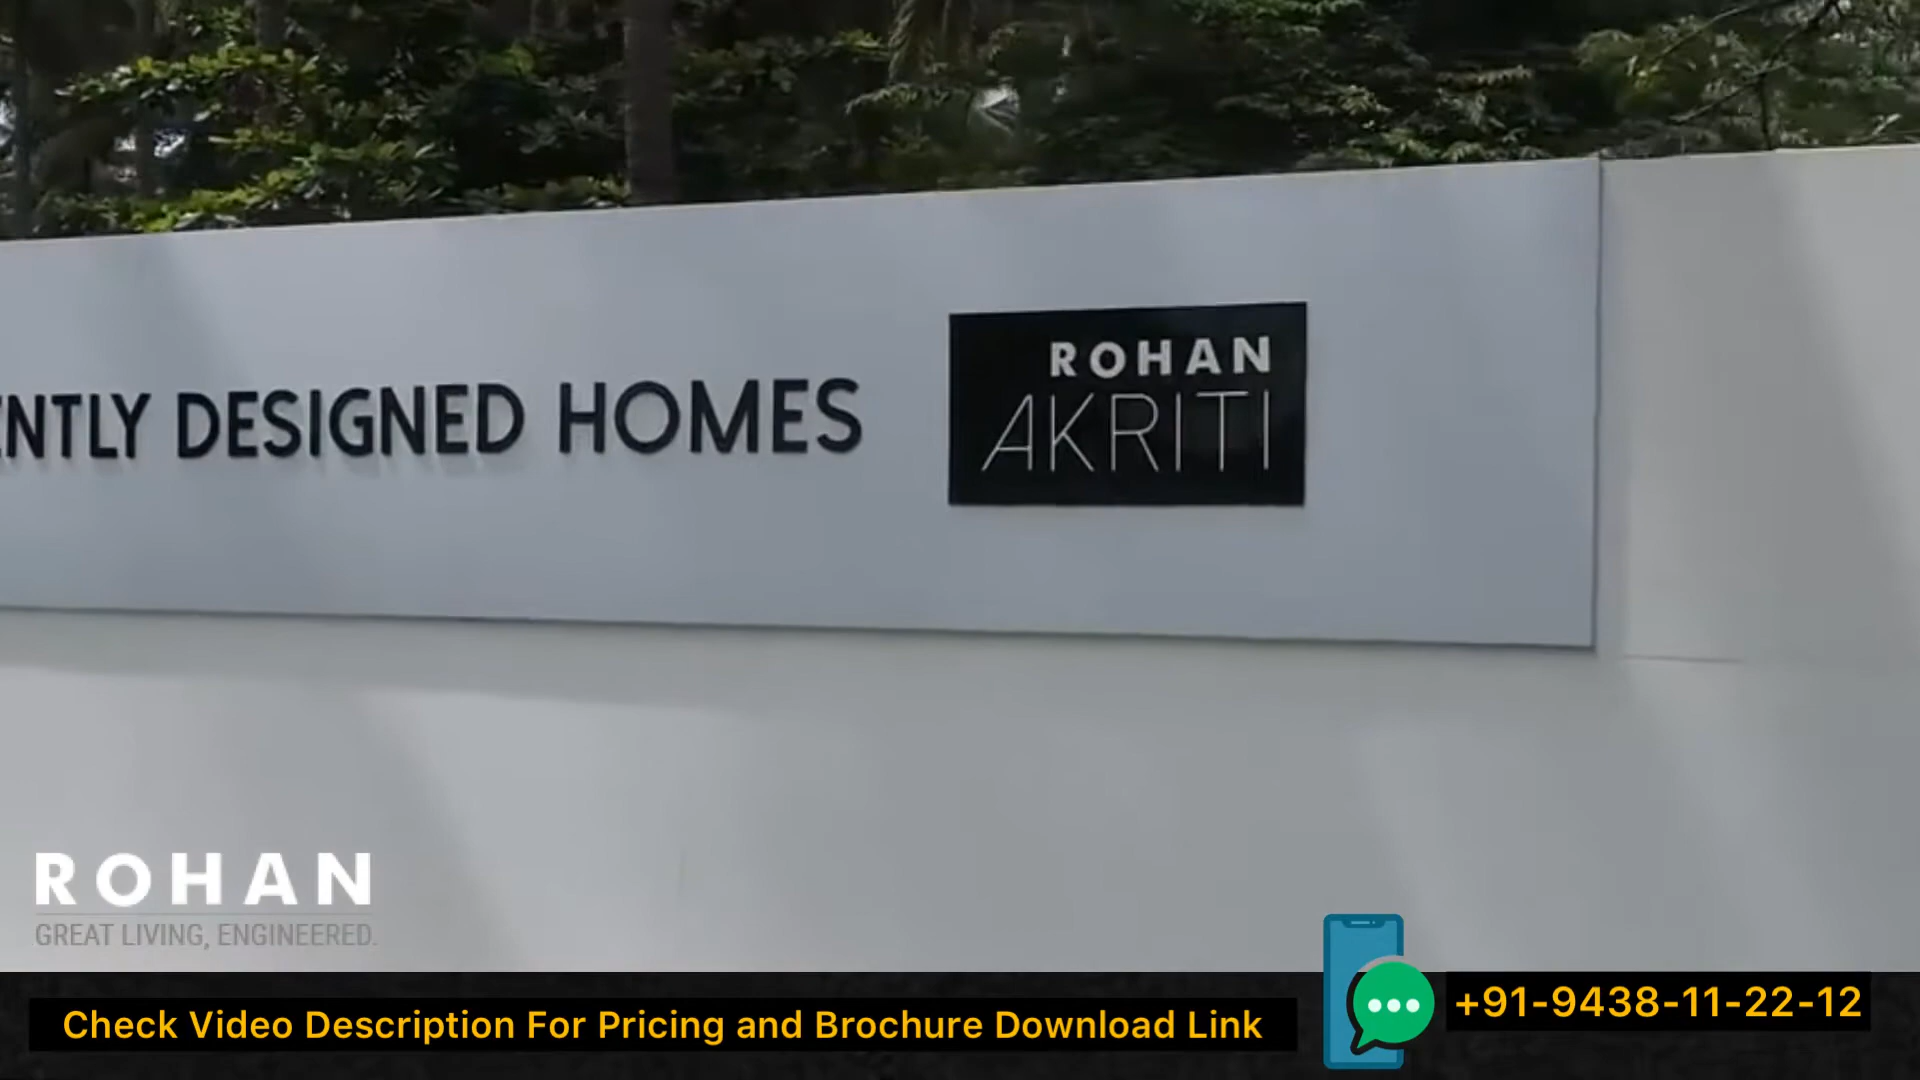 DESIGNED HOMES
ROHAN
AKRITI
ROHAN
GREAT LIVING, ENGINEERED.
Check Video Description For Pricing and Brochure Download Link
+91-9438-11-22-12